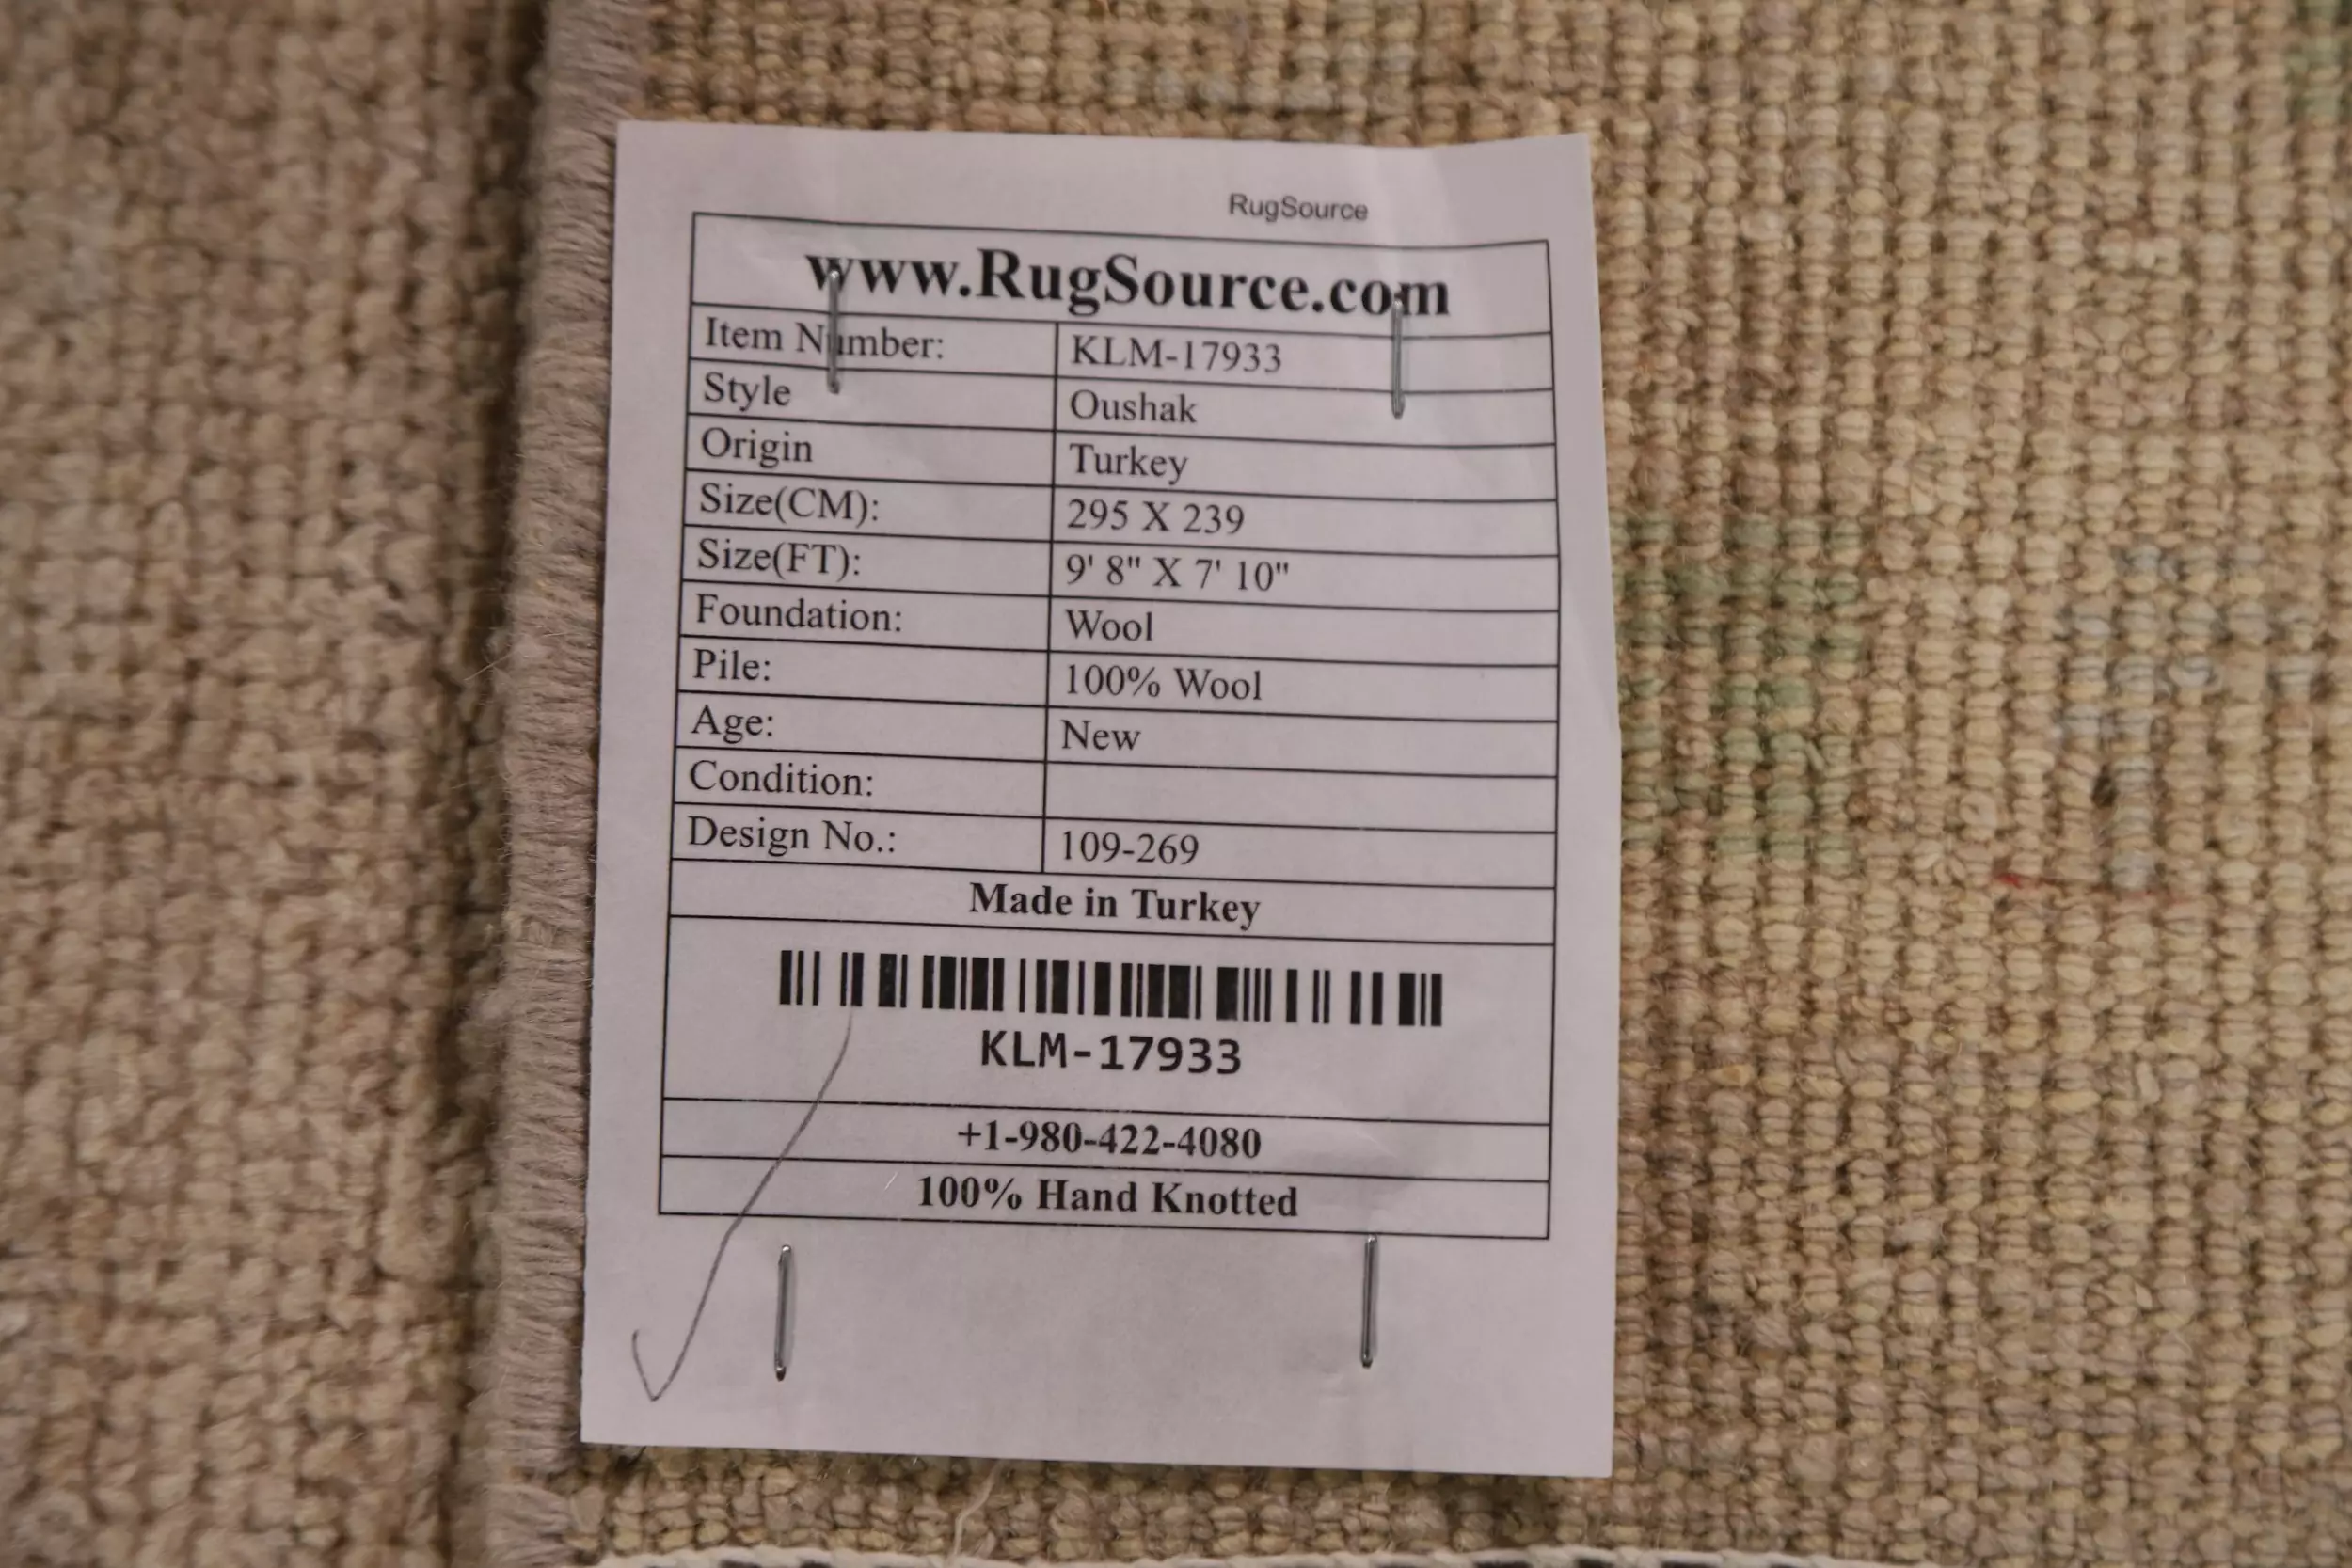 RugSource
www.RugSource.com
Item Number: KLM-17933
Style Oushak
Origin Turkey
Size(CM): 295 X 239
Size(FT): 9' 8" X 7' 10"
Foundation: Wool
Pile: 100% Wool
Age: New
Condition:
Design No.: 109-269
Made in Turkey
KLM-17933
+1-980-422-4080
100% Hand Knotted